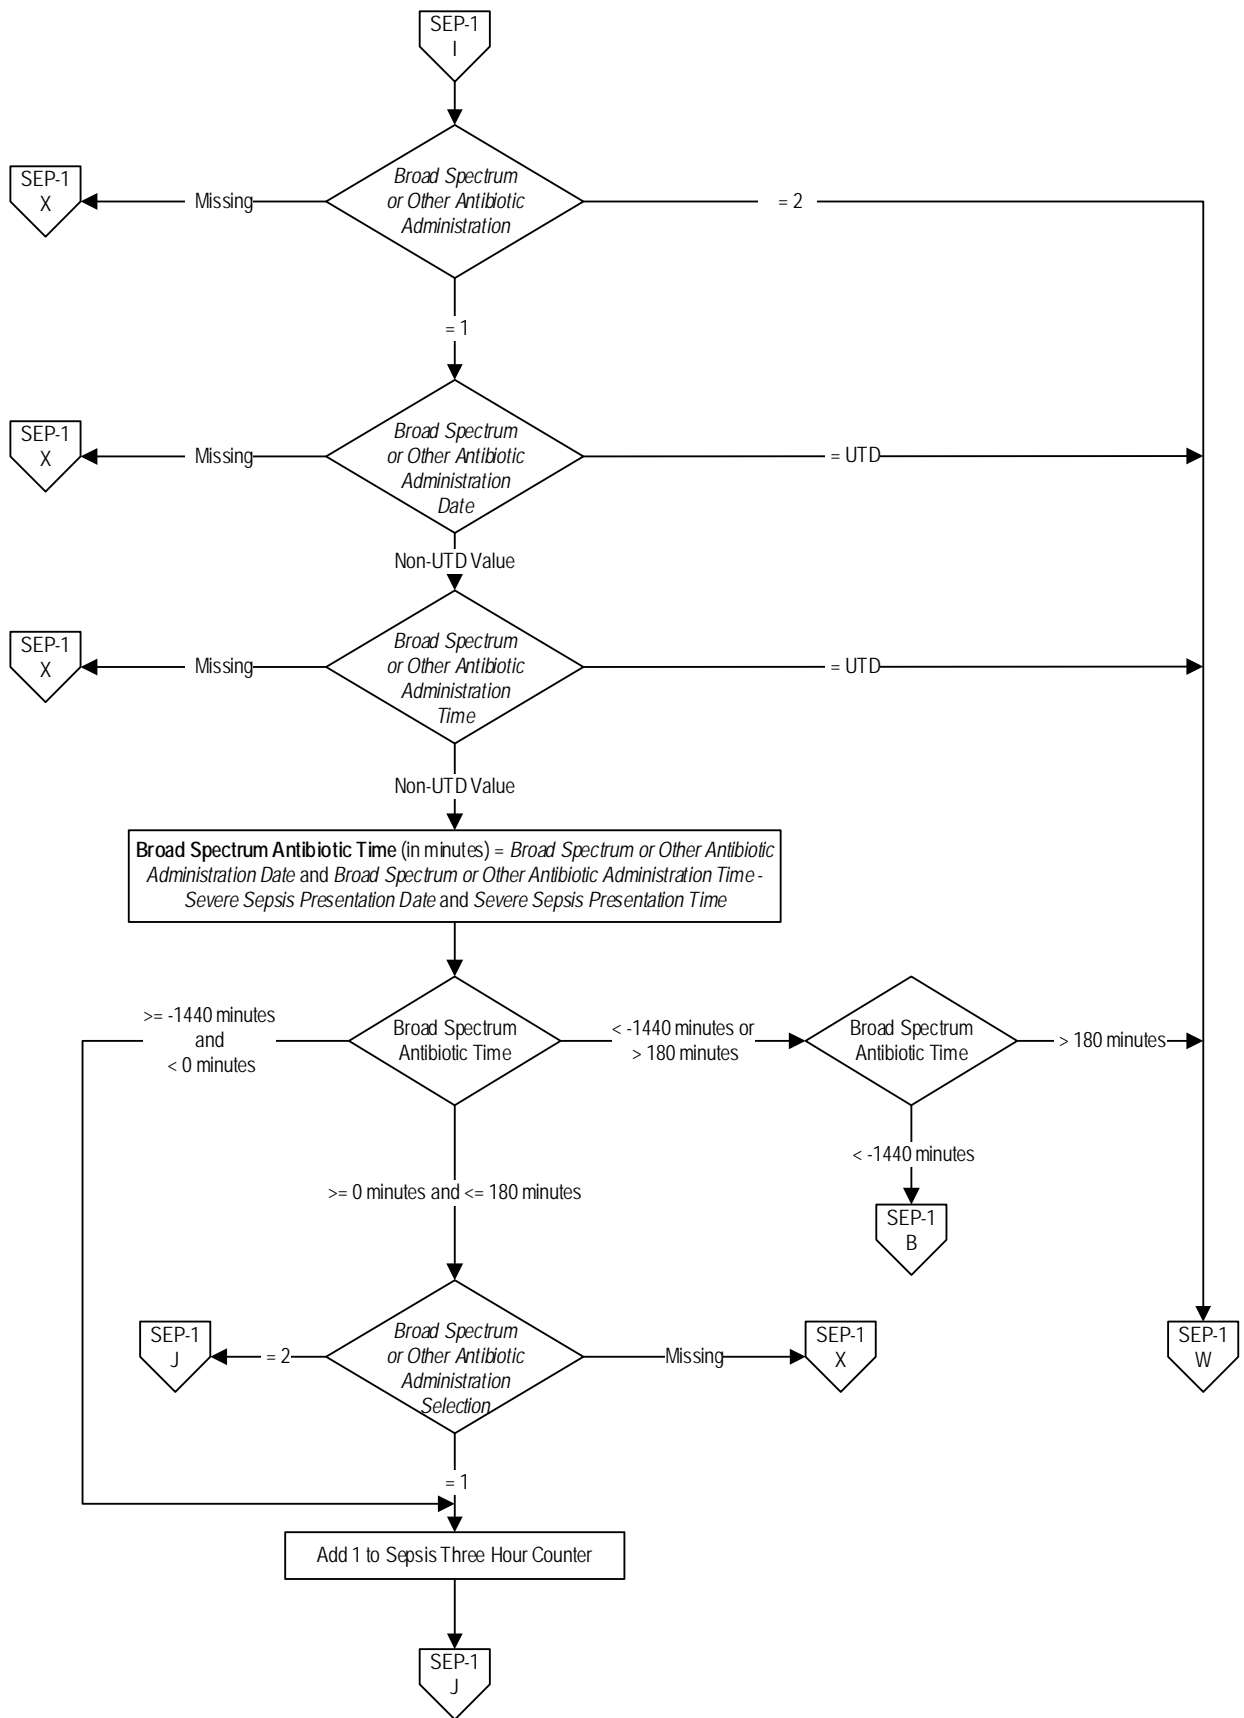 SEP-1
I
Broad Spectrum
or Other Antibiotic
Administration
SEP-1
X
Missing
= 2
= 1
Broad Spectrum
or Other Antibiotic
Administration
Date
SEP-1
X
Missing
= UTD
Non-UTD Value
Broad Spectrum
or Other Antibiotic
Administration
Time
SEP-1
X
Missing
= UTD
Non-UTD Value
Broad Spectrum Antibiotic Time (in minutes) = Broad Spectrum or Other Antibiotic
Administration Date and Broad Spectrum or Other Antibiotic Administration Time -
Severe Sepsis Presentation Date and Severe Sepsis Presentation Time
>= -1440 minutes
and
< 0 minutes
Broad Spectrum
Antibiotic Time
< -1440 minutes or
> 180 minutes
Broad Spectrum
Antibiotic Time
> 180 minutes
< -1440 minutes
>= 0 minutes and <= 180 minutes
SEP-1
B
SEP-1
J
= 2
Broad Spectrum
or Other Antibiotic
Administration
Selection
Missing
SEP-1
X
SEP-1
W
= 1
Add 1 to Sepsis Three Hour Counter
SEP-1
J